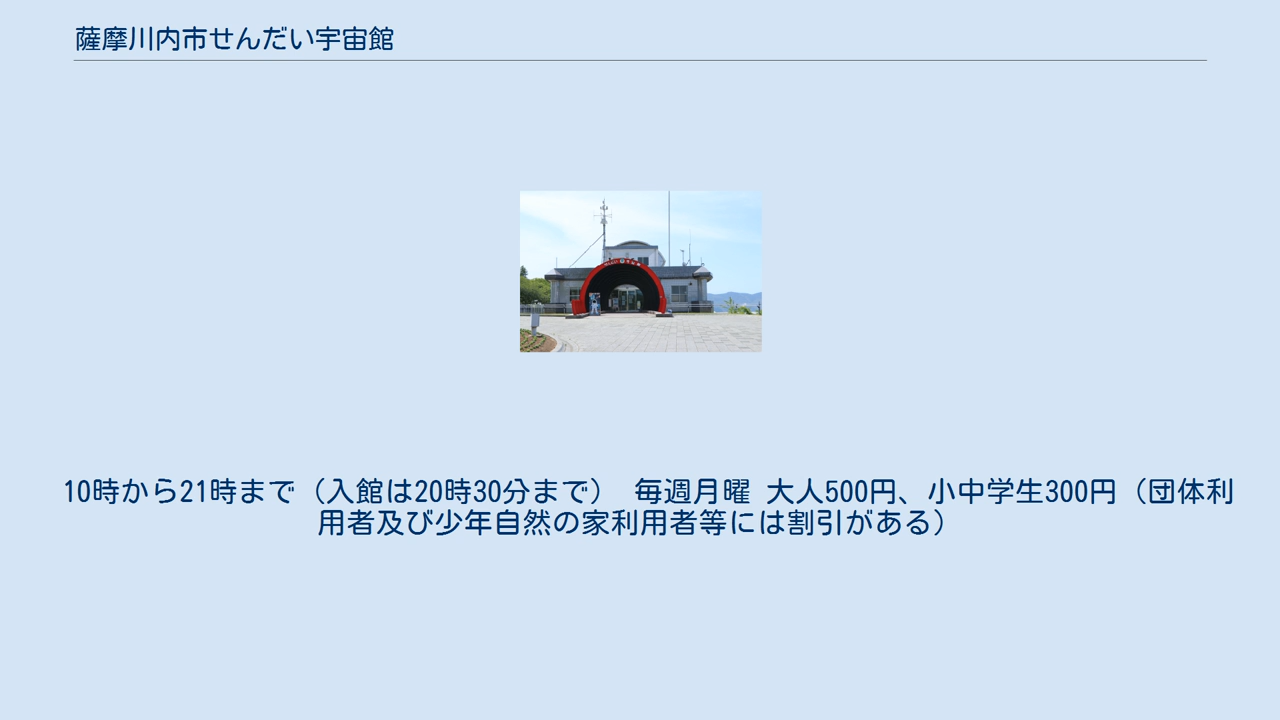 薩摩川内市せんだい宇宙館
10時から21時まで（入館は20時30分まで） 毎週月曜 大人500円、小中学生300円（団体利
用者及び少年自然の家利用者等には割引がある）